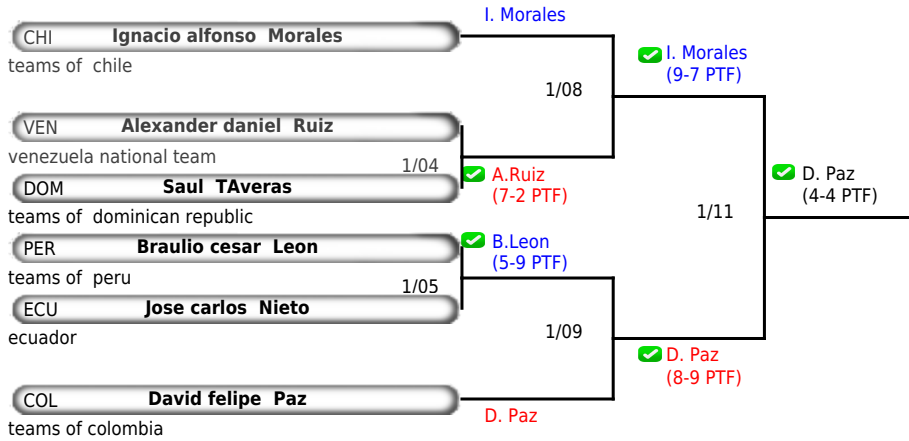 I. Morales
CHI Ignacio alfonso Morales
teams of chile
I. Morales
(9-7 PTF)
1/08
VEN Alexander daniel Ruiz
venezuela national team
1/04
A.Ruiz
(7-2 PTF)
DOM Saul TAveras
teams of dominican republic
D. Paz
(4-4 PTF)
1/11
PER Braulio cesar Leon
teams of peru
B.Leon
(5-9 PTF)
1/05
ECU Jose carlos Nieto
ecuador
1/09
D. Paz
(8-9 PTF)
COL David felipe Paz
teams of colombia
D. Paz